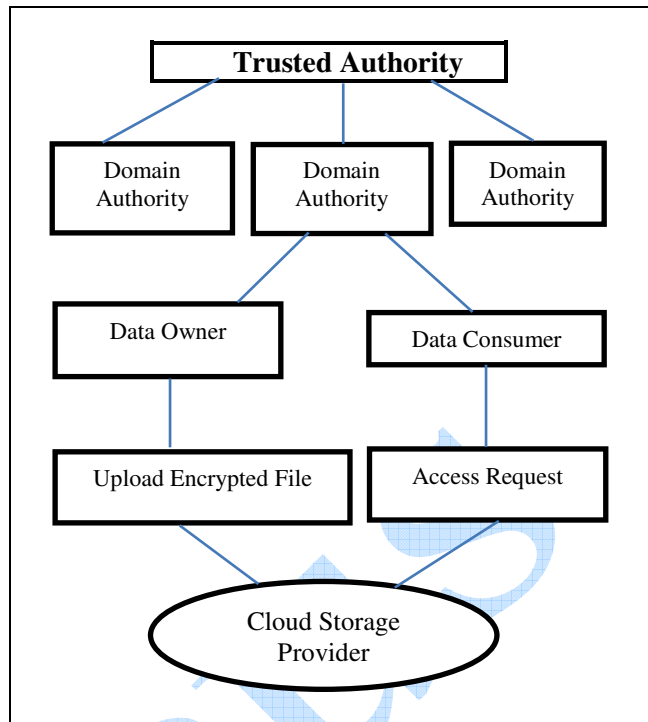 Trusted Authority
Domain
Authority
Domain
Authority
Domain
Authority
Data Owner
Data Consumer
Upload Encrypted File
Access Request
Cloud Storage
Provider